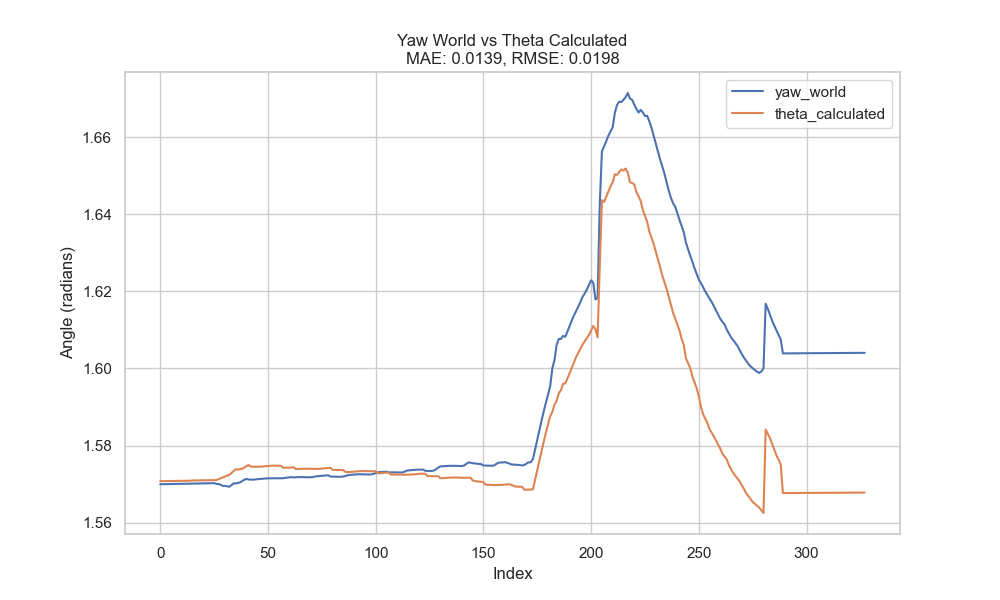 Yaw World vs Theta Calculated
MAE: 0.0139, RMSE: 0.0198
yaw_world
theta_calculated
1.66
1.64
1.62
1.60
1.58
1.56
Angle (radians)
0 50 100 150 200 250 300
Index